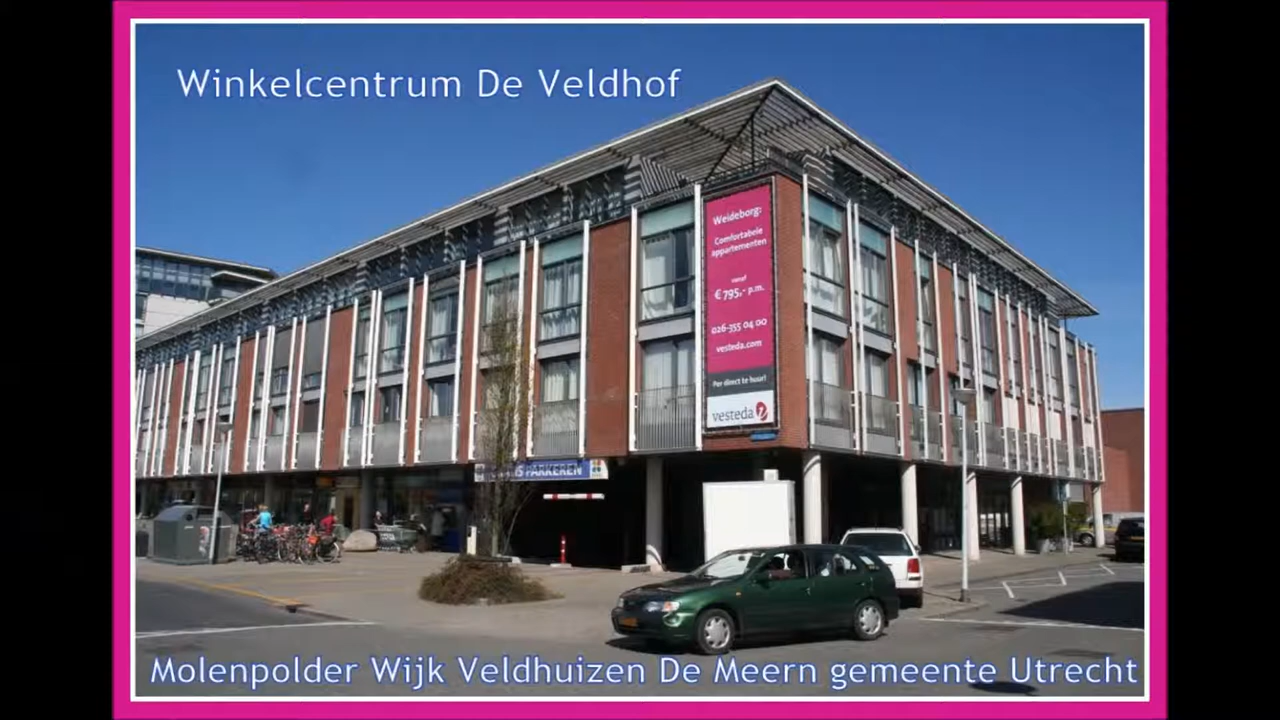 Winkelcentrum De Veldhof
Weideborg:
Comfortabele
appartementen
vanaf
€ 795,- p.m.
026-355 04 00
vesteda.com
Per direct te huur!
vesteda
PARKEREN
Molenpolder Wijk Veldhuizen De Meern gemeente Utrecht